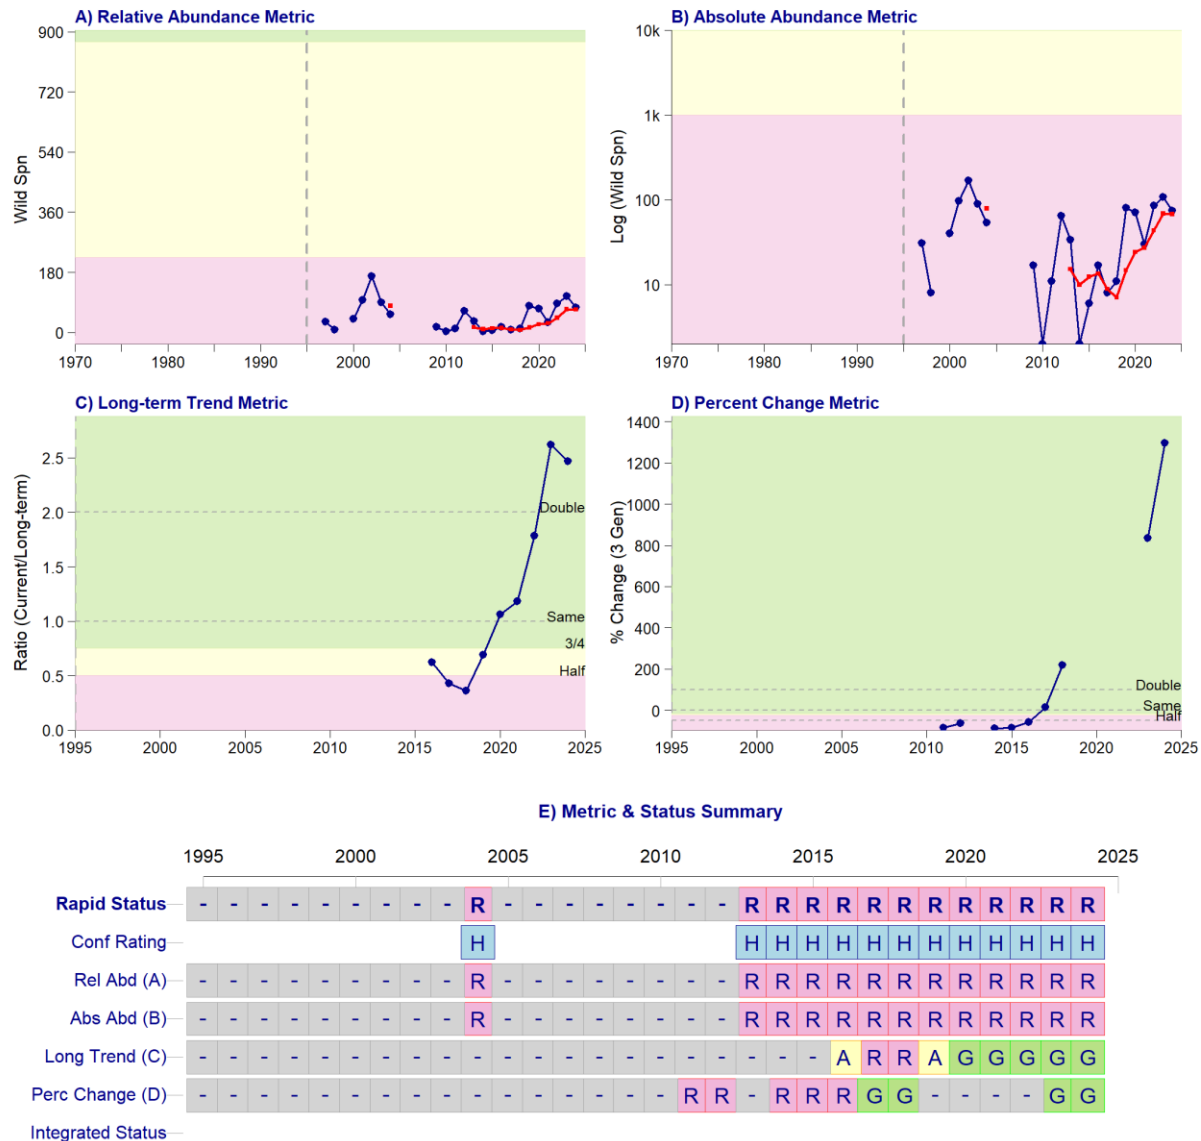 A) Relative Abundance Metric
900
720
540
360
180
0
Wild Spn
1970
1980
1990
2000
2010
2020
B) Absolute Abundance Metric
10k
1k
100
10
Log (Wild Spn)
1970
1980
1990
2000
2010
2020
C) Long-term Trend Metric
2.5
2.0
1.5
1.0
0.5
0.0
Ratio (Current/Long-term)
Double
Same
3/4
Half
1995
2000
2005
2010
2015
2020
2025
D) Percent Change Metric
1400
1200
1000
800
600
400
200
0
% Change (3 Gen)
Double
Same
Half
1995
2000
2005
2010
2015
2020
2025
E) Metric & Status Summary
1995 2000 2005 2010 2015 2020 2025
Rapid Status - - - - - - - - - R - - - - - - - - R R R R R R R R R R R R
Conf Rating H H H H H H H H H H H H H
Rel Abd (A) - - - - - - - - - R - - - - - - - - R R R R R R R R R R R R
Abs Abd (B) - - - - - - - - - R - - - - - - - - R R R R R R R R R R R R
Long Trend (C) - - - - - - - - - - - - - - - - - - - - - A R R A G G G G G
Perc Change (D) - - - - - - - - - - - - - - - - R R - R R R G G - - - - G G
Integrated Status